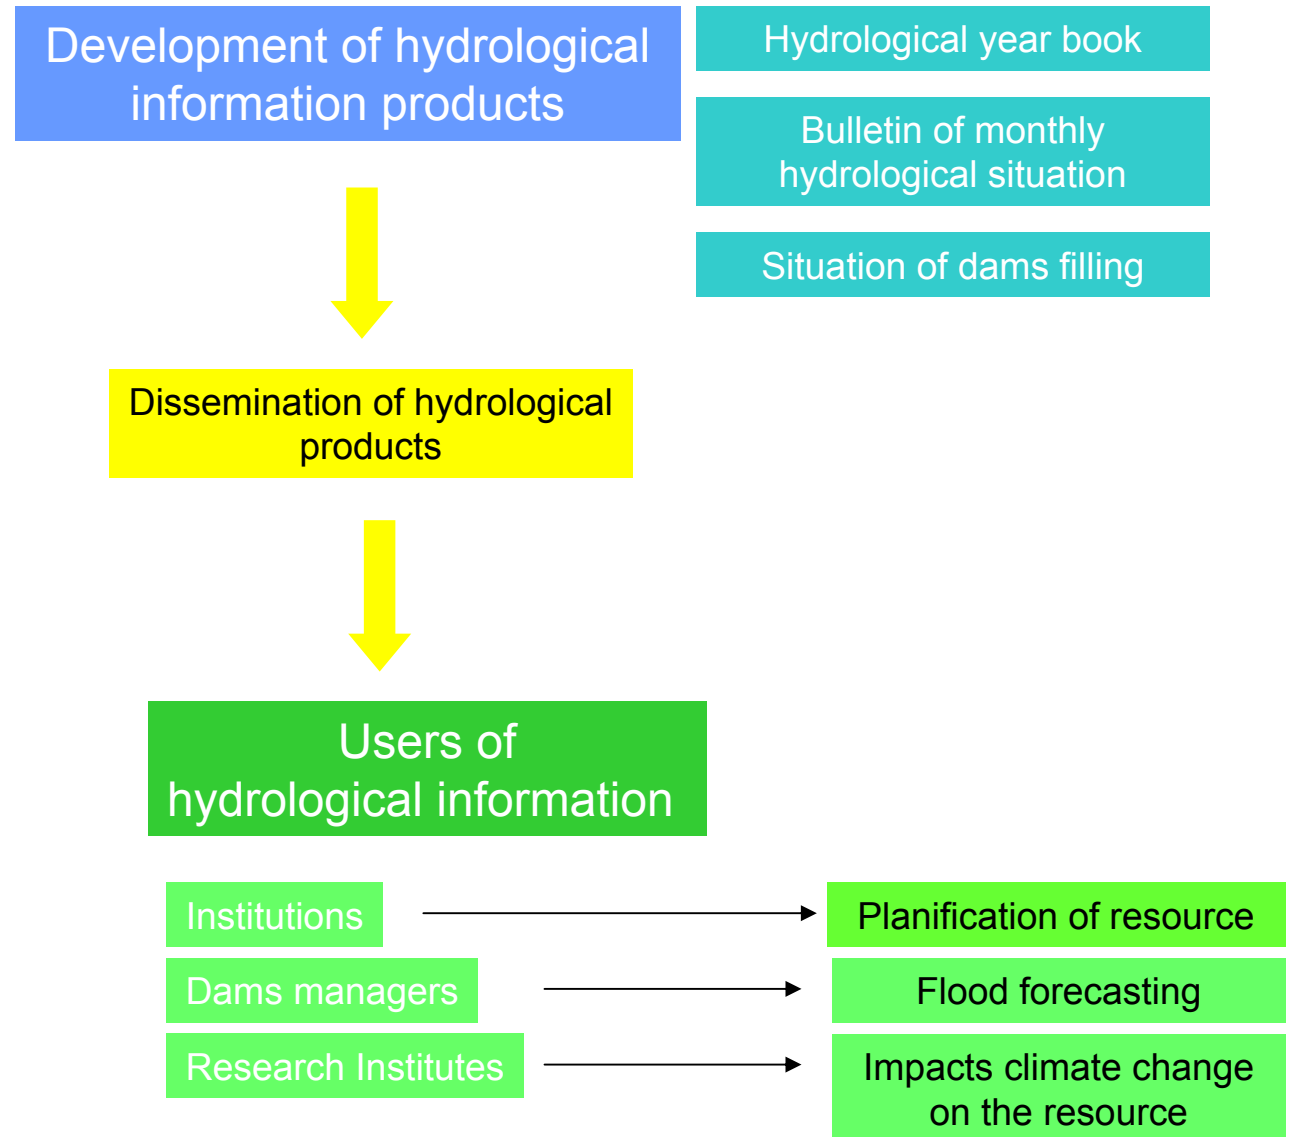 Development of hydrological
information products
Hydrological year book
Bulletin of monthly
hydrological situation
Situation of dams filling
Dissemination of hydrological
products
Users of
hydrological information
Institutions
Planification of resource
Dams managers
Flood forecasting
Research Institutes
Impacts climate change
on the resource